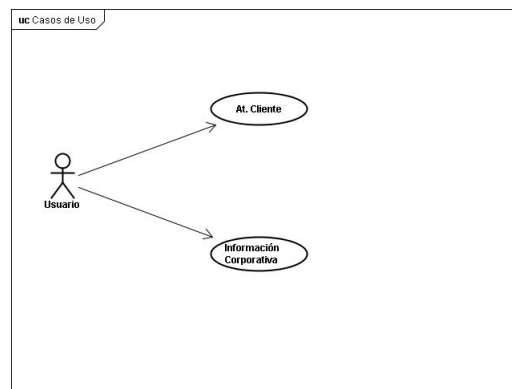 uc Casos de Uso
At. Cliente
Usuario
Información
Corporativa